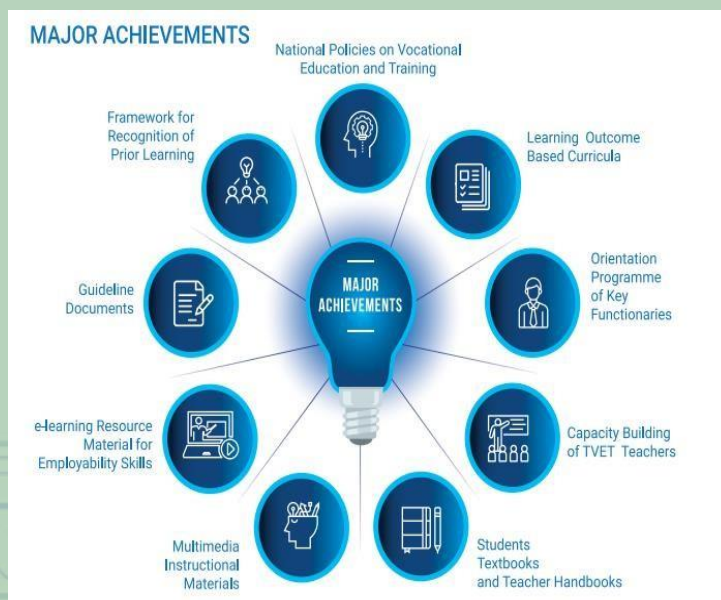 MAJOR ACHIEVEMENTS
National Policies on Vocational
Education and Training
Framework for
Recognition of
Prior Learning
Learning Outcome
Based Curricula
Guideline
Documents
MAJOR
ACHIEVEMENTS
Orientation
Programme
of Key
Functionaries
e-learning Resource
Material for
Employability Skills
Capacity Building
of TVET Teachers
Multimedia
Instructional
Materials
Students
Textbooks
and Teacher Handbooks